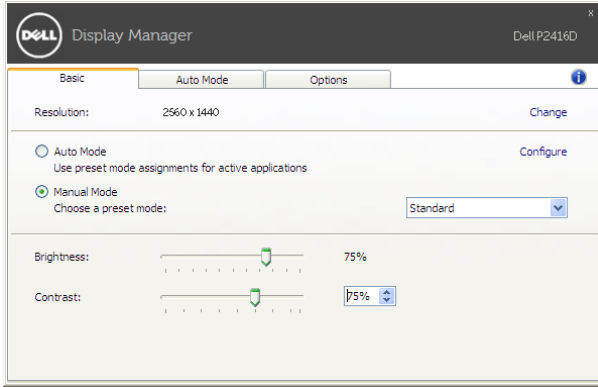 x
DELL Display Manager Dell P2416D
Basic Auto Mode Options i
Resolution: 2560 x 1440 Change
Auto Mode Configure
Use preset mode assignments for active applications
Manual Mode
Choose a preset mode: Standard
Brightness: 75%
Contrast: 75%